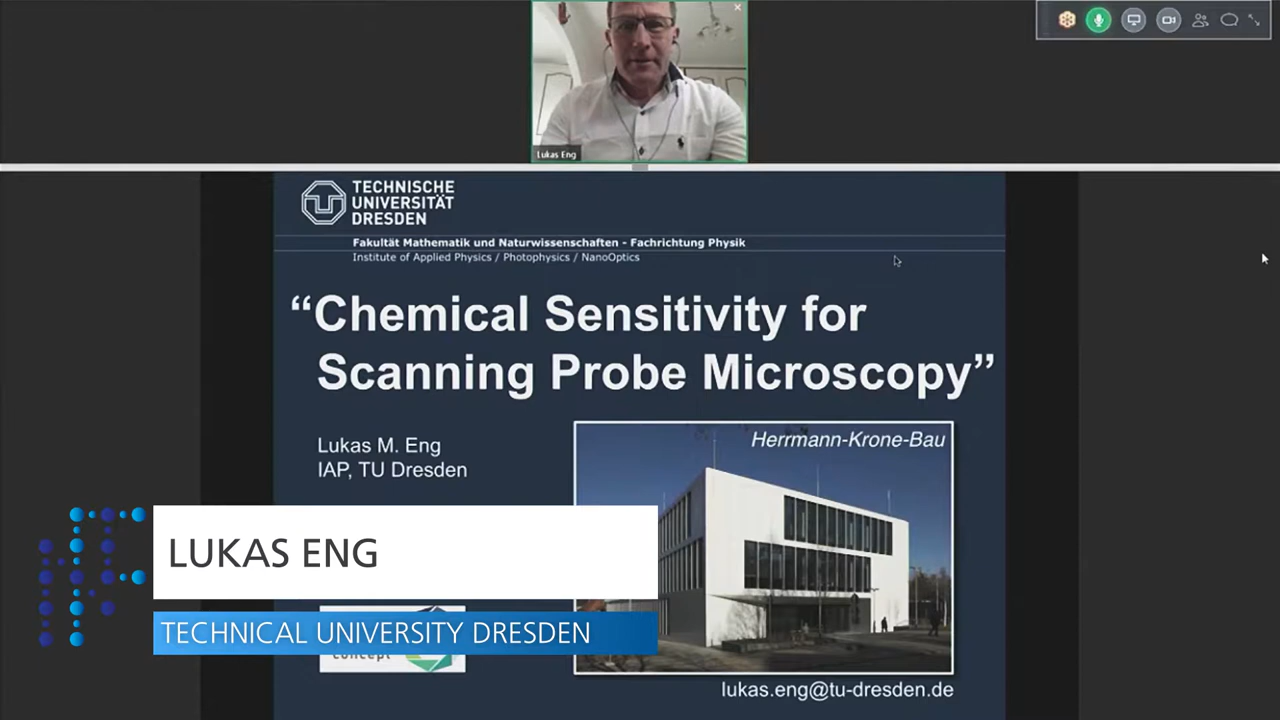 Lukas Eng
TECHNISCHE
UNIVERSITÄT
DRESDEN
Fakultät Mathematik und Naturwissenschaften - Fachrichtung Physik
Institute of Applied Physics / Photophysics / NanoOptics
“Chemical Sensitivity for
Scanning Probe Microscopy”
Lukas M. Eng
IAP, TU Dresden
Herrmann-Krone-Bau
LUKAS ENG
TECHNICAL UNIVERSITY DRESDEN
concept
lukas.eng@tu-dresden.de